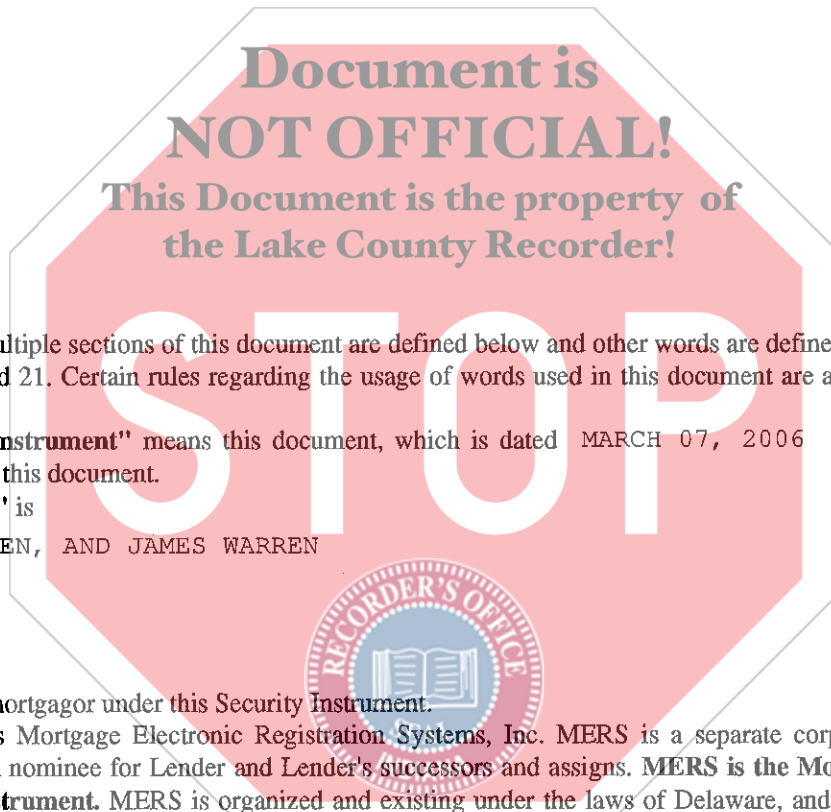 Document is
NOT OFFICIAL!
This Document is the property of
the Lake County Recorder!
STOP
ultiple sections of this document are defined below and other words are define
d 21. Certain rules regarding the usage of words used in this document are a
nstrument" means this document, which is dated MARCH 07, 2006
this document.
" is
EN, AND JAMES WARREN
RECORDER'S OFFICE
SEAL
nortgagor under this Security Instrument.
s Mortgage Electronic Registration Systems, Inc. MERS is a separate corp
nominee for Lender and Lender's successors and assigns. MERS is the Mo
strument. MERS is organized and existing under the laws of Delaware, and